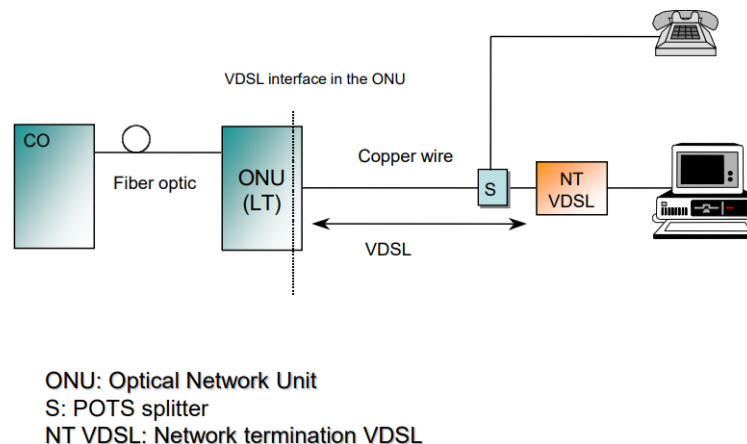 VDSL interface in the ONU
CO
Fiber optic
ONU
(LT)
Copper wire
S
NT
VDSL
VDSL
ONU: Optical Network Unit
S: POTS splitter
NT VDSL: Network termination VDSL